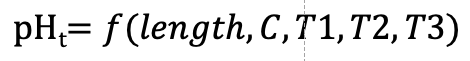 pHₜ= f(length, C, T1, T2, T3)